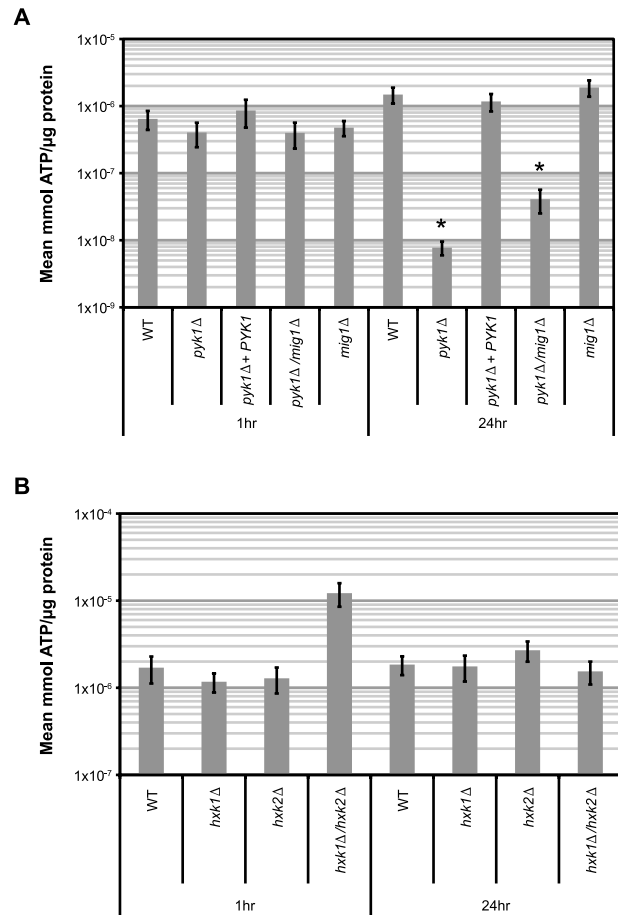 A
Mean mmol ATP/µg protein
1x10⁻⁵
1x10⁻⁶
1x10⁻⁷
1x10⁻⁸
1x10⁻⁹
* *
WT
pyk1Δ
pyk1Δ + PYK1
pyk1Δ/mig1Δ
mig1Δ
WT
pyk1Δ
pyk1Δ + PYK1
pyk1Δ/mig1Δ
mig1Δ
1hr 24hr
B
Mean mmol ATP/µg protein
1x10⁻⁴
1x10⁻⁵
1x10⁻⁶
1x10⁻⁷
WT
hxk1Δ
hxk2Δ
hxk1Δ/hxk2Δ
WT
hxk1Δ
hxk2Δ
hxk1Δ/hxk2Δ
1hr 24hr